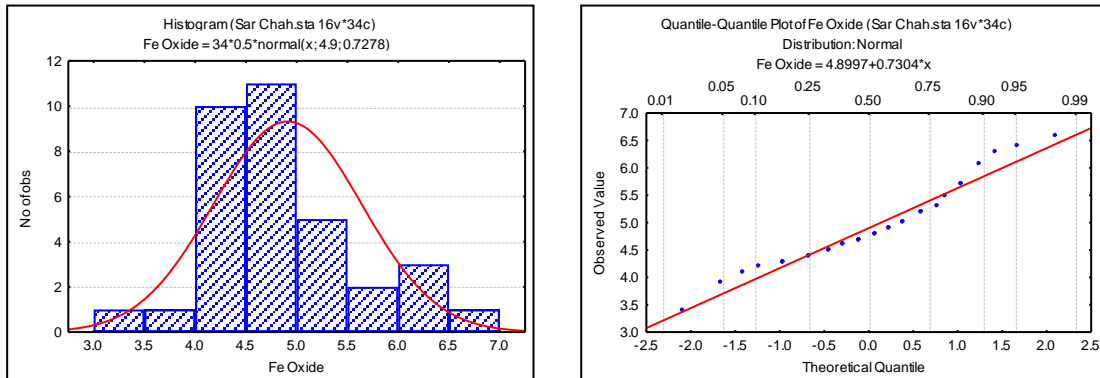 Histogram (Sar Chah.sta 16v*34c)
Fe Oxide = 34*0.5*normal(x; 4.9; 0.7278)
12
10
8
6
4
2
0
No of obs
3.0 3.5 4.0 4.5 5.0 5.5 6.0 6.5 7.0
Fe Oxide
Quantile-Quantile Plot of Fe Oxide (Sar Chah.sta 16v*34c)
Distribution: Normal
Fe Oxide = 4.8997+0.7304*x
0.01 0.05 0.10 0.25 0.50 0.75 0.90 0.95 0.99
7.0
6.5
6.0
5.5
5.0
4.5
4.0
3.5
3.0
Observed Value
-2.5 -2.0 -1.5 -1.0 -0.5 0.0 0.5 1.0 1.5 2.0 2.5
Theoretical Quantile